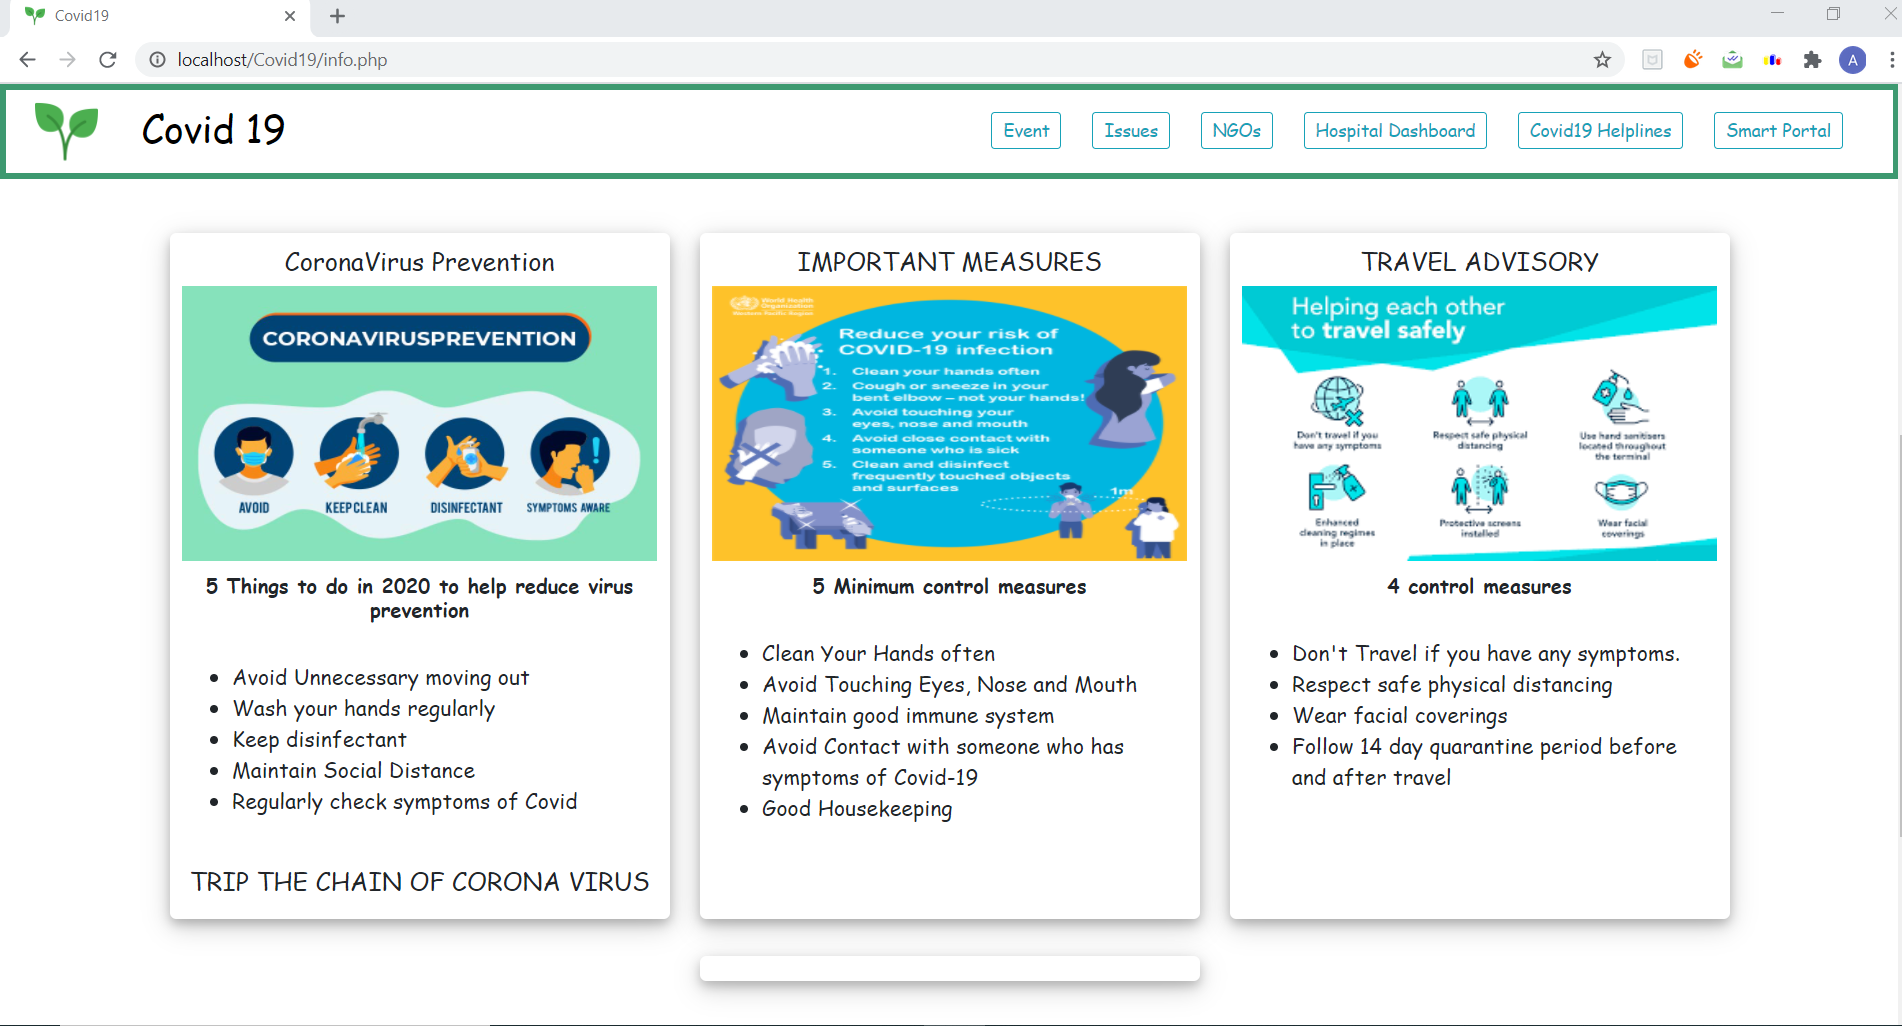 Covid19
localhost/Covid19/info.php
A
Covid 19
Event
Issues
NGOs
Hospital Dashboard
Covid19 Helplines
Smart Portal
CoronaVirus Prevention
CORONAVIRUSPREVENTION
AVOID
KEEPCLEAN
DISINFECTANT
SYMPTOMS AWARE
5 Things to do in 2020 to help reduce virus
prevention
Avoid Unnecessary moving out
Wash your hands regularly
Keep disinfectant
Maintain Social Distance
Regularly check symptoms of Covid
TRIP THE CHAIN OF CORONA VIRUS
IMPORTANT MEASURES
World Health
Organization
Western Pacific Region
Reduce your risk of
COVID-19 infection
1. Clean your hands often
2. Cough or sneeze in your
bent elbow – not your hands!
3. Avoid touching your
eyes, nose and mouth
4. Avoid close contact with
someone who is sick
5. Clean and disinfect
frequently touched objects
and surfaces
1m
5 Minimum control measures
Clean Your Hands often
Avoid Touching Eyes, Nose and Mouth
Maintain good immune system
Avoid Contact with someone who has
symptoms of Covid-19
Good Housekeeping
TRAVEL ADVISORY
Helping each other
to travel safely
Don't travel if you
have any symptoms
Respect safe physical
distancing
Use hand sanitisers
located throughout
the terminal
Enhanced
cleaning regimes
in place
Protective screens
installed
Wear facial
coverings
4 control measures
Don't Travel if you have any symptoms.
Respect safe physical distancing
Wear facial coverings
Follow 14 day quarantine period before
and after travel